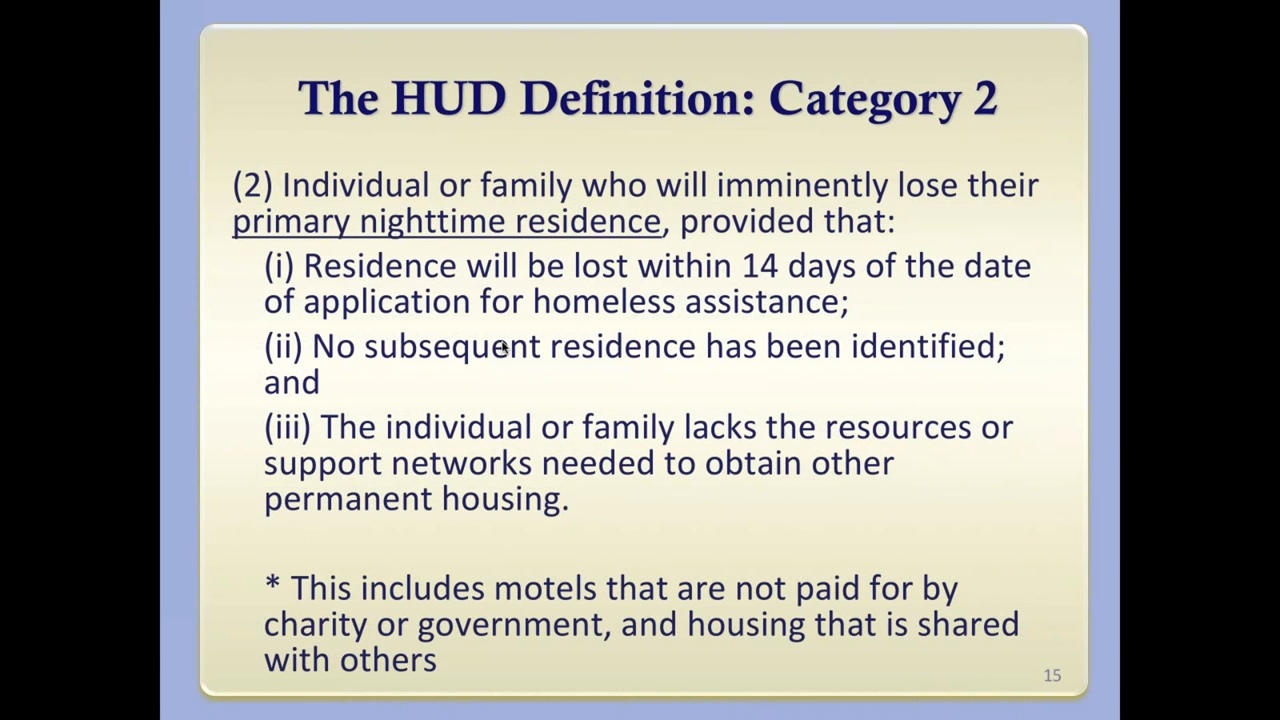 The HUD Definition: Category 2
(2) Individual or family who will imminently lose their
primary nighttime residence, provided that:
(i) Residence will be lost within 14 days of the date
of application for homeless assistance;
(ii) No subsequent residence has been identified;
and
(iii) The individual or family lacks the resources or
support networks needed to obtain other
permanent housing.
* This includes motels that are not paid for by
charity or government, and housing that is shared
with others
15